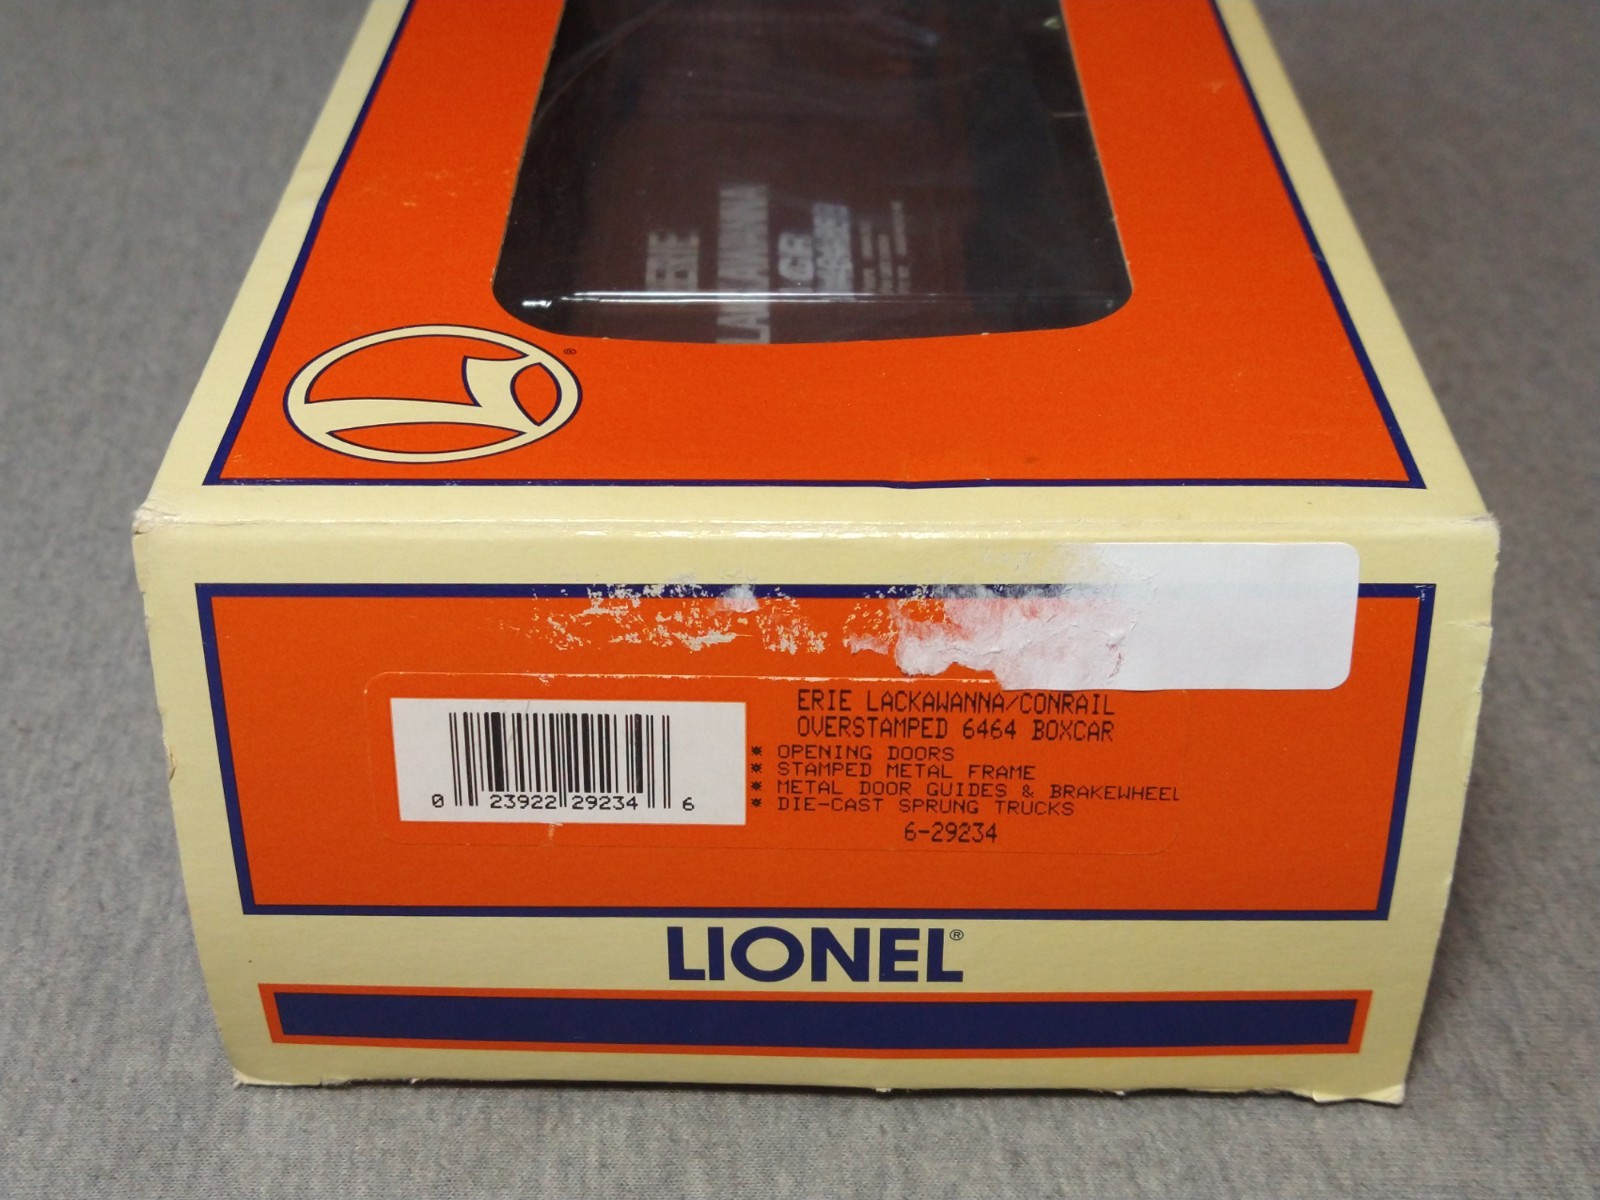 ERIE
LACKAWANNA
CR
®
ERIE LACKAWANNA/CONRAIL
OVERSTAMPED 6464 BOXCAR
* OPENING DOORS
* STAMPED METAL FRAME
* METAL DOOR GUIDES & BRAKEWHEEL
* DIE-CAST SPRUNG TRUCKS
6-29234
0 23922 29234 6
LIONEL®